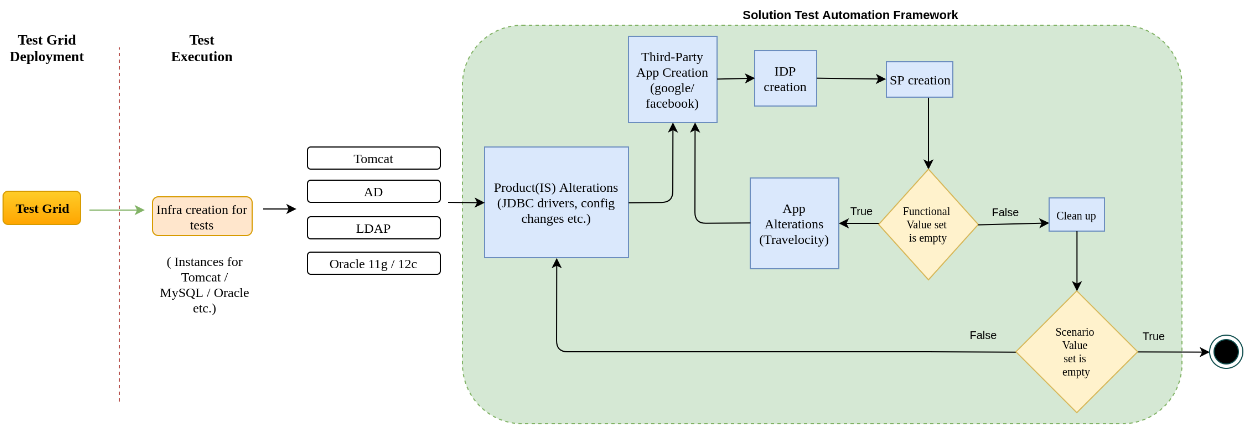 Solution Test Automation Framework
Test Grid
Deployment
Test
Execution
Test Grid
Infra creation for
tests
( Instances for
Tomcat /
MySQL / Oracle
etc.)
Tomcat
AD
LDAP
Oracle 11g / 12c
Product(IS) Alterations
(JDBC drivers, config
changes etc.)
Third-Party
App Creation
(google/
facebook)
IDP
creation
SP creation
App
Alterations
(Travelocity)
True
Functional
Value set
is empty
False
Clean up
False
Scenario
Value
set is
empty
True